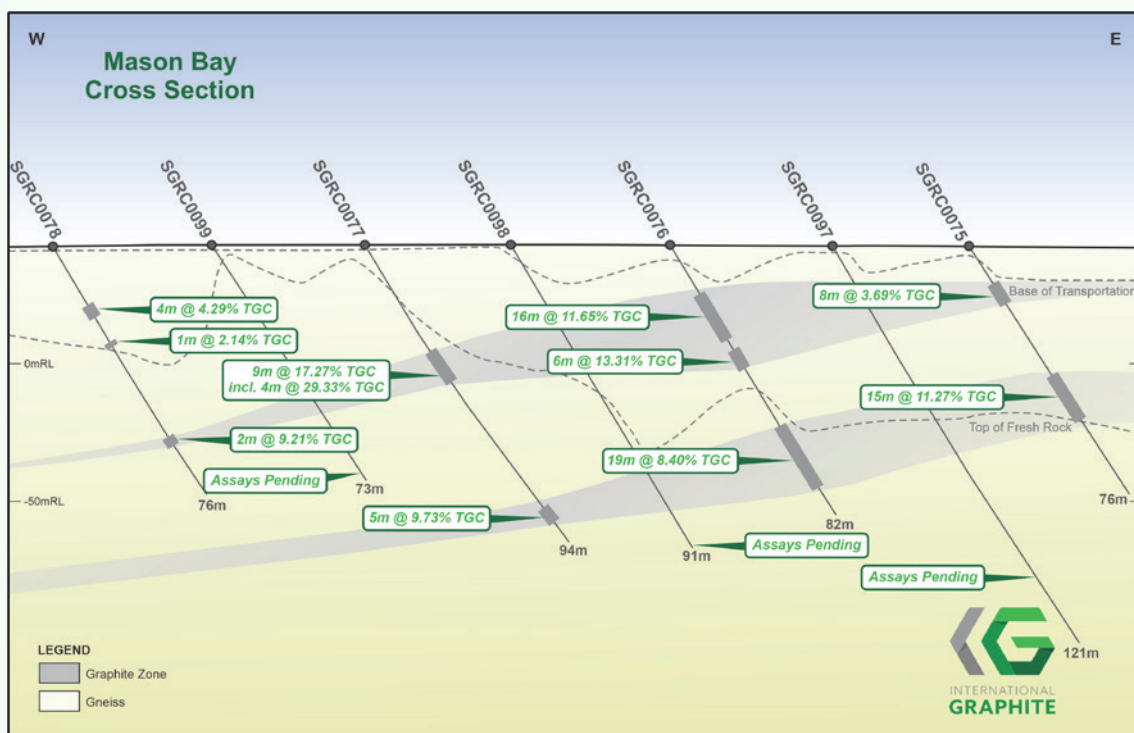 W
E
Mason Bay
Cross Section
SGRC0078
SGRC0099
SGRC0077
SGRC0098
SGRC0076
SGRC0097
SGRC0075
4m @ 4.29% TGC
1m @ 2.14% TGC
16m @ 11.65% TGC
8m @ 3.69% TGC
Base of Transportation
0mRL
9m @ 17.27% TGC
incl. 4m @ 29.33% TGC
6m @ 13.31% TGC
15m @ 11.27% TGC
Top of Fresh Rock
2m @ 9.21% TGC
19m @ 8.40% TGC
Assays Pending
73m
-50mRL
76m
76m
5m @ 9.73% TGC
82m
94m
91m
Assays Pending
Assays Pending
121m
LEGEND
Graphite Zone
Gneiss
INTERNATIONAL
GRAPHITE